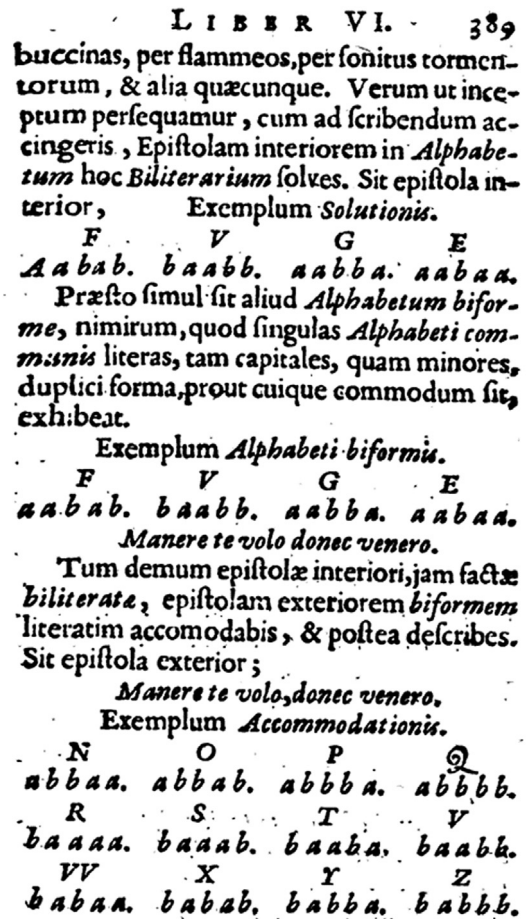 LIBER VI. 389
buccinas, per flammeos, per ſonitus tormen-
torum, & alia quæcunque. Verum ut ince-
ptum perſequamur, cum ad ſcribendum ac-
cingeris, Epiſtolam interiorem in Alphabe-
tum hoc Biliterarium ſolves. Sit epiſtola in-
terior,
Exemplum Solutionis.
F V G E
Aabab. baabb. aabba. aabaa.
Præſto ſimul ſit aliud Alphabetum bifor-
me, nimirum, quod ſingulas Alphabeti com-
munis literas, tam capitales, quam minores,
duplici forma, prout cuique commodum ſit,
exhibeat.
Exemplum Alphabeti biformis.
F V G E
aabab. baabb. aabba. aabaa.
Manere te volo donec venero.
Tum demum epiſtolæ interiori, jam factæ
biliteratæ, epiſtolam exteriorem biformem
literatim accomodabis, & poſtea deſcribes.
Sit epiſtola exterior;
Manere te volo, donec venero.
Exemplum Accommodationis.
N O P Q
abbaa. abbab. abbba. abbbb.
R S T V
baaaa. baaab. baaba. baabb.
VV X Y Z
babaa. babab. babba. babbb.